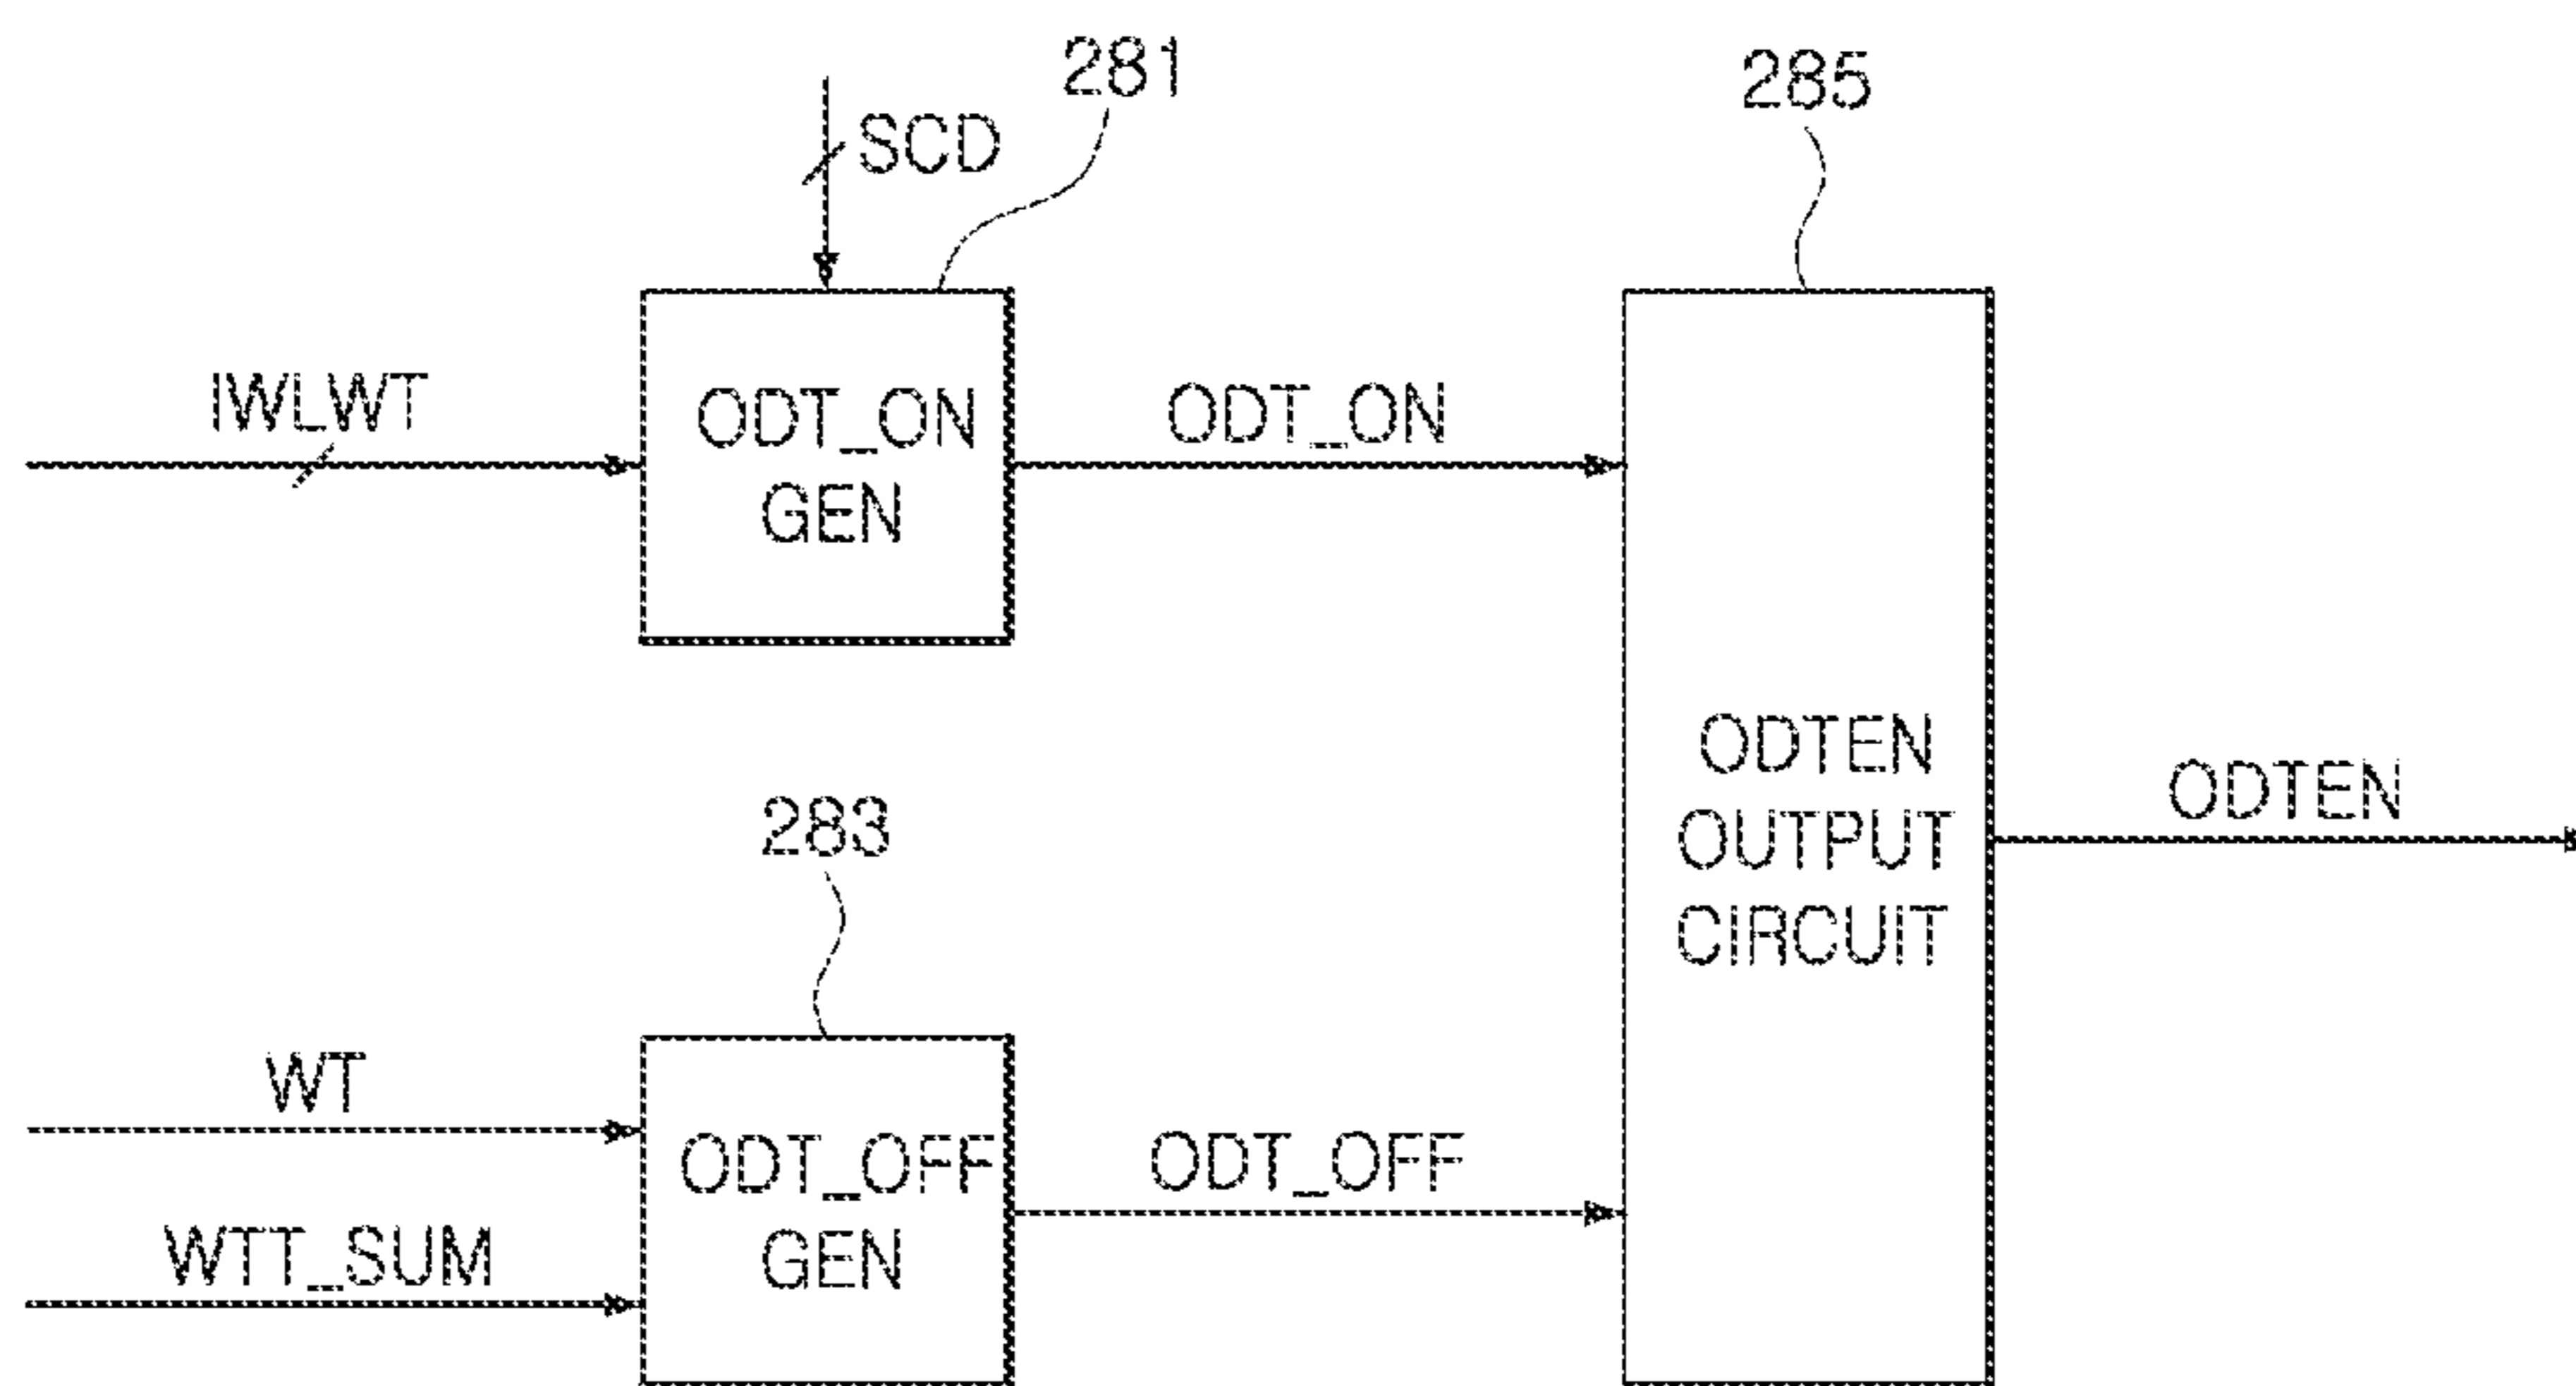 281
285
SCD
IWLWT
ODT_ON
GEN
ODT_ON
283
ODTEN
OUTPUT
CIRCUIT
ODTEN
WT
WTT_SUM
ODT_OFF
GEN
ODT_OFF